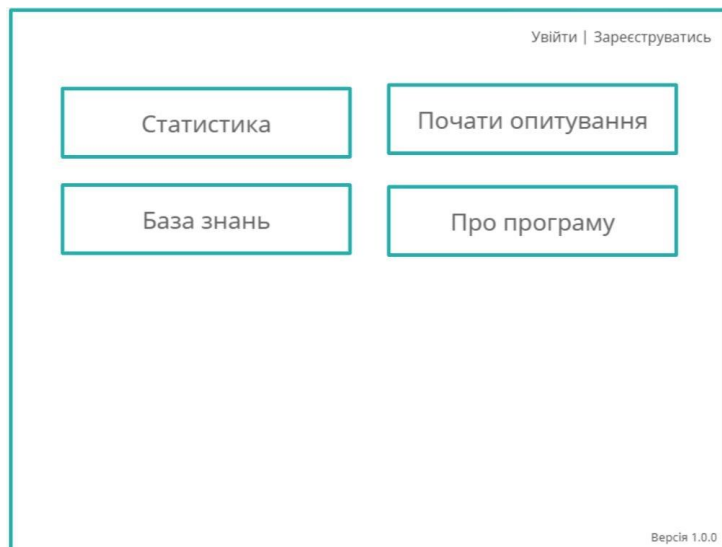 Увійти | Зареєструватись
Статистика
Почати опитування
База знань
Про програму
Версія 1.0.0